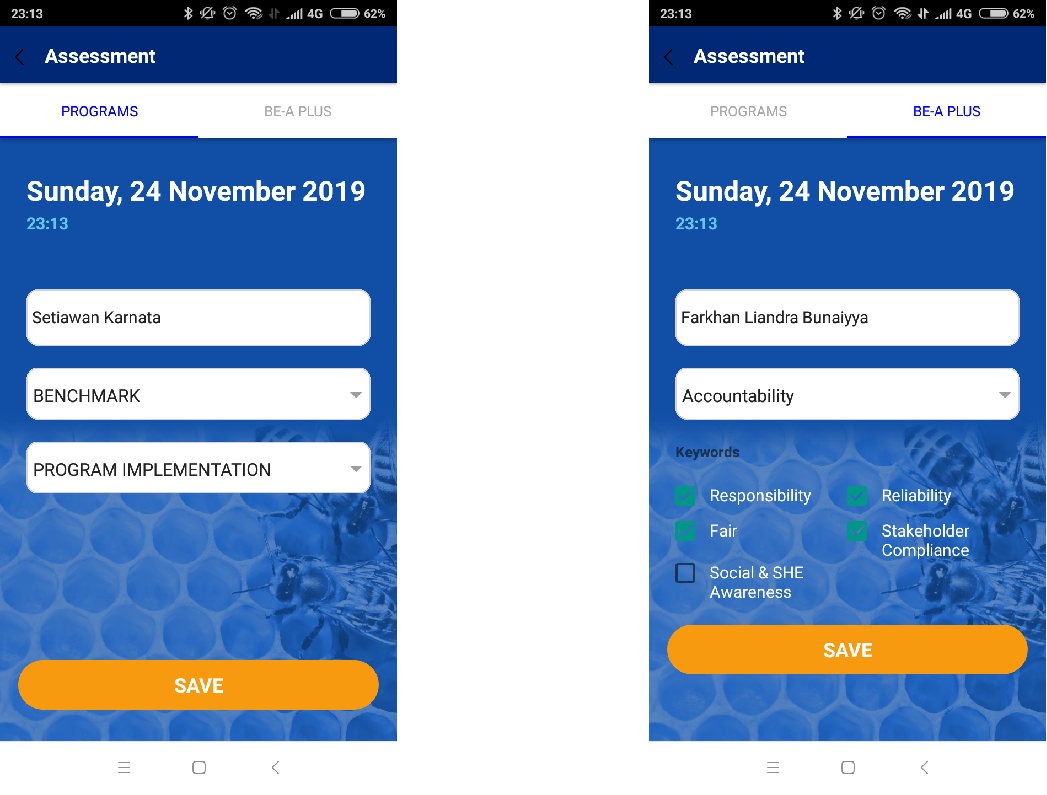 23:13 4G 62%
Assessment
PROGRAMS BE-A PLUS
Sunday, 24 November 2019
23:13
Setiawan Karnata
BENCHMARK
PROGRAM IMPLEMENTATION
SAVE
23:13 4G 62%
Assessment
PROGRAMS BE-A PLUS
Sunday, 24 November 2019
23:13
Farkhan Liandra Bunaiyya
Accountability
Keywords
Responsibility Reliability
Fair Stakeholder
Compliance
Social & SHE
Awareness
SAVE